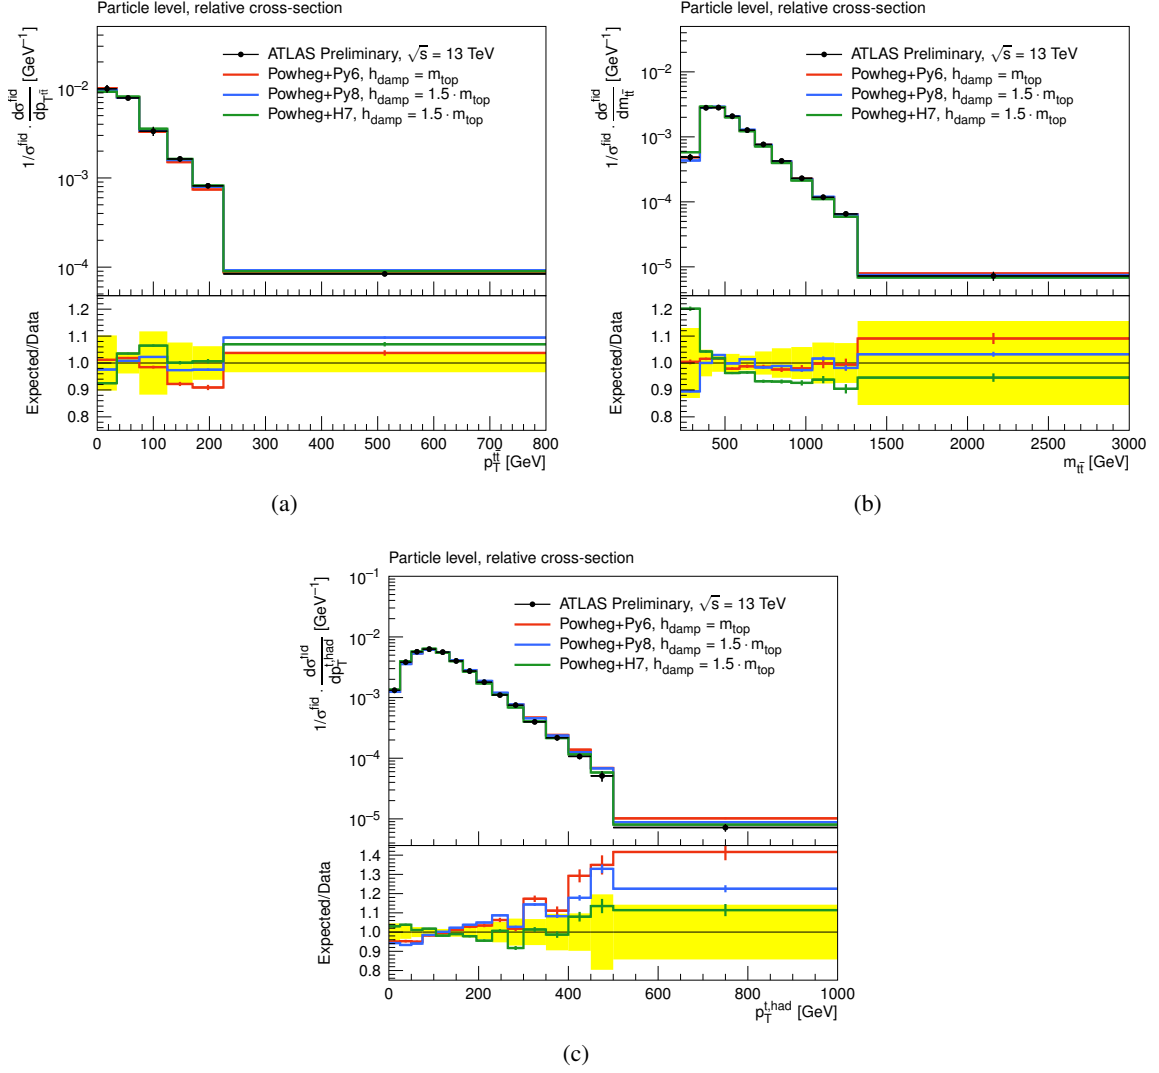 Particle level, relative cross-section
1/σ^fid · dσ^fid/dp_T^tt̄ [GeV⁻¹]
10⁻²
10⁻³
10⁻⁴
ATLAS Preliminary, √s = 13 TeV
Powheg+Py6, h_damp = m_top
Powheg+Py8, h_damp = 1.5 · m_top
Powheg+H7, h_damp = 1.5 · m_top
Expected/Data
1.2
1.1
1.0
0.9
0.8
0 100 200 300 400 500 600 700 800
p_T^tt̄ [GeV]
(a)
Particle level, relative cross-section
1/σ^fid · dσ^fid/dm_tt̄ [GeV⁻¹]
10⁻²
10⁻³
10⁻⁴
10⁻⁵
ATLAS Preliminary, √s = 13 TeV
Powheg+Py6, h_damp = m_top
Powheg+Py8, h_damp = 1.5 · m_top
Powheg+H7, h_damp = 1.5 · m_top
Expected/Data
1.2
1.1
1.0
0.9
0.8
500 1000 1500 2000 2500 3000
m_tt̄ [GeV]
(b)
Particle level, relative cross-section
1/σ^fid · dσ^fid/dp_T^t,had [GeV⁻¹]
10⁻¹
10⁻²
10⁻³
10⁻⁴
10⁻⁵
ATLAS Preliminary, √s = 13 TeV
Powheg+Py6, h_damp = m_top
Powheg+Py8, h_damp = 1.5 · m_top
Powheg+H7, h_damp = 1.5 · m_top
Expected/Data
1.4
1.3
1.2
1.1
1.0
0.9
0.8
0 200 400 600 800 1000
p_T^t,had [GeV]
(c)